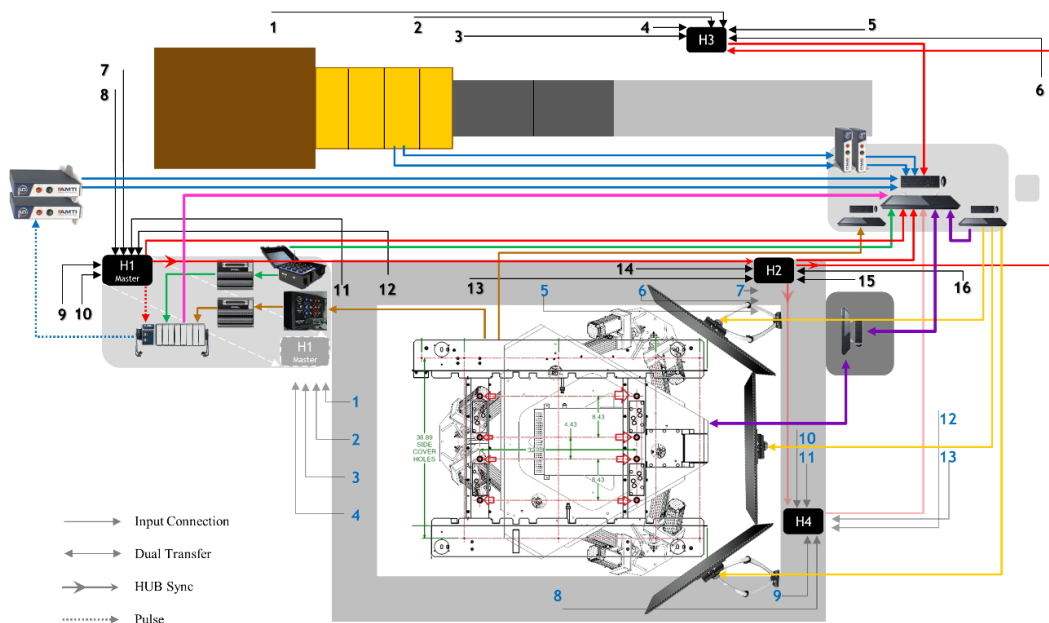 1
2
3
4
5
6
H3
7
8
AMTI
AMTI
H1
Master
9
10
11
12
13
14
H2
15
16
5
6
7
H1
Master
1
2
3
4
36.89
SIDE
COVER
HOLES
8.43
4.43
8.43
10
11
12
13
H4
8
9
Input Connection
Dual Transfer
HUB Sync
Pulse